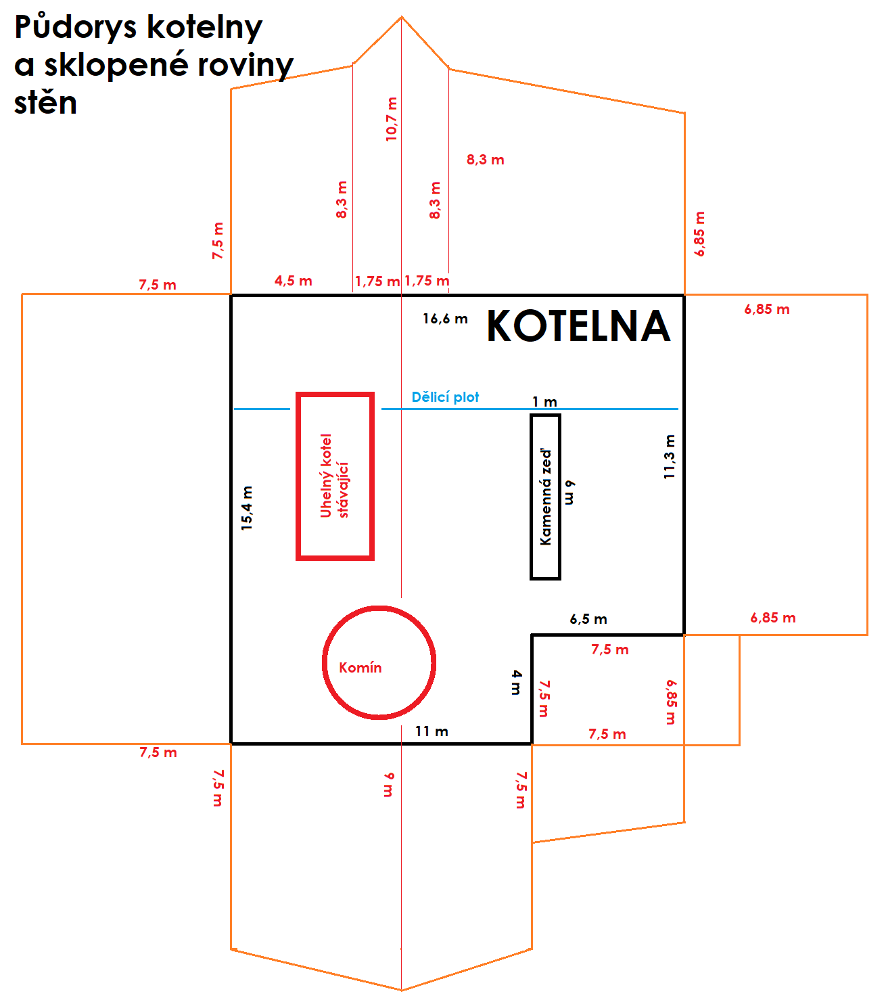 Půdorys kotelny
a sklopené roviny
stěn
10,7 m
8,3 m
8,3 m
8,3 m
7,5 m
6,85 m
7,5 m
4,5 m
1,75 m
1,75 m
6,85 m
16,6 m
KOTELNA
Dělicí plot
1 m
Uhelný kotel
stávající
Kamenná zeď
6 m
11,3 m
15,4 m
6,5 m
6,85 m
7,5 m
Komín
4 m
7,5 m
6,85 m
11 m
7,5 m
7,5 m
7,5 m
9 m
7,5 m